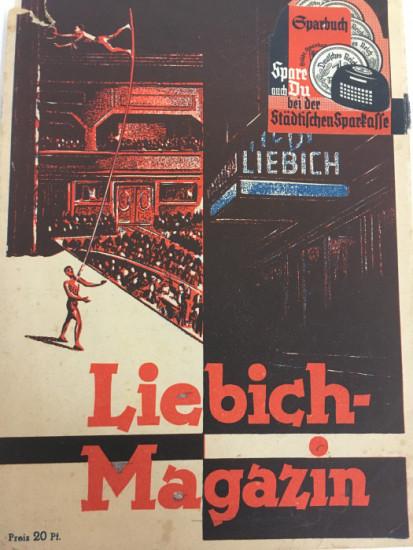 Sparbuch
Spare
auch Du
bei der
Städtischen Sparkasse
LIEBICH
Liebich-
Magazin
Preis 20 Pf.